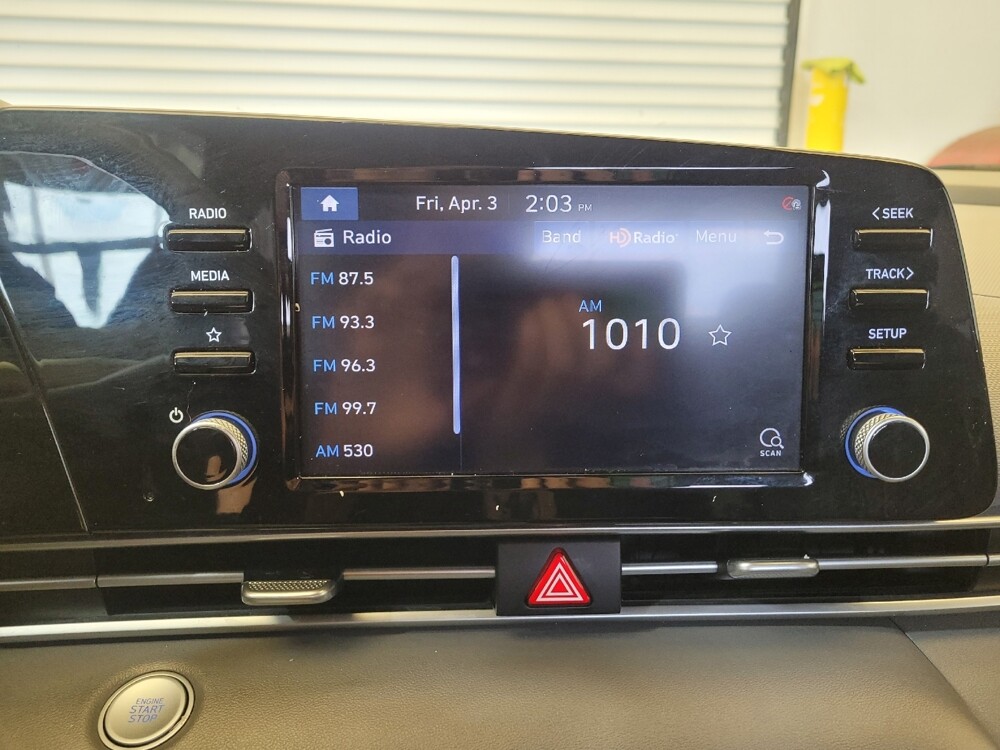 RADIO
MEDIA
Fri, Apr. 3 2:03 PM
Radio Band HD Radio Menu
FM 87.5
FM 93.3
FM 96.3
FM 99.7
AM 530
AM
1010
SCAN
< SEEK
TRACK >
SETUP
ENGINE
START
STOP